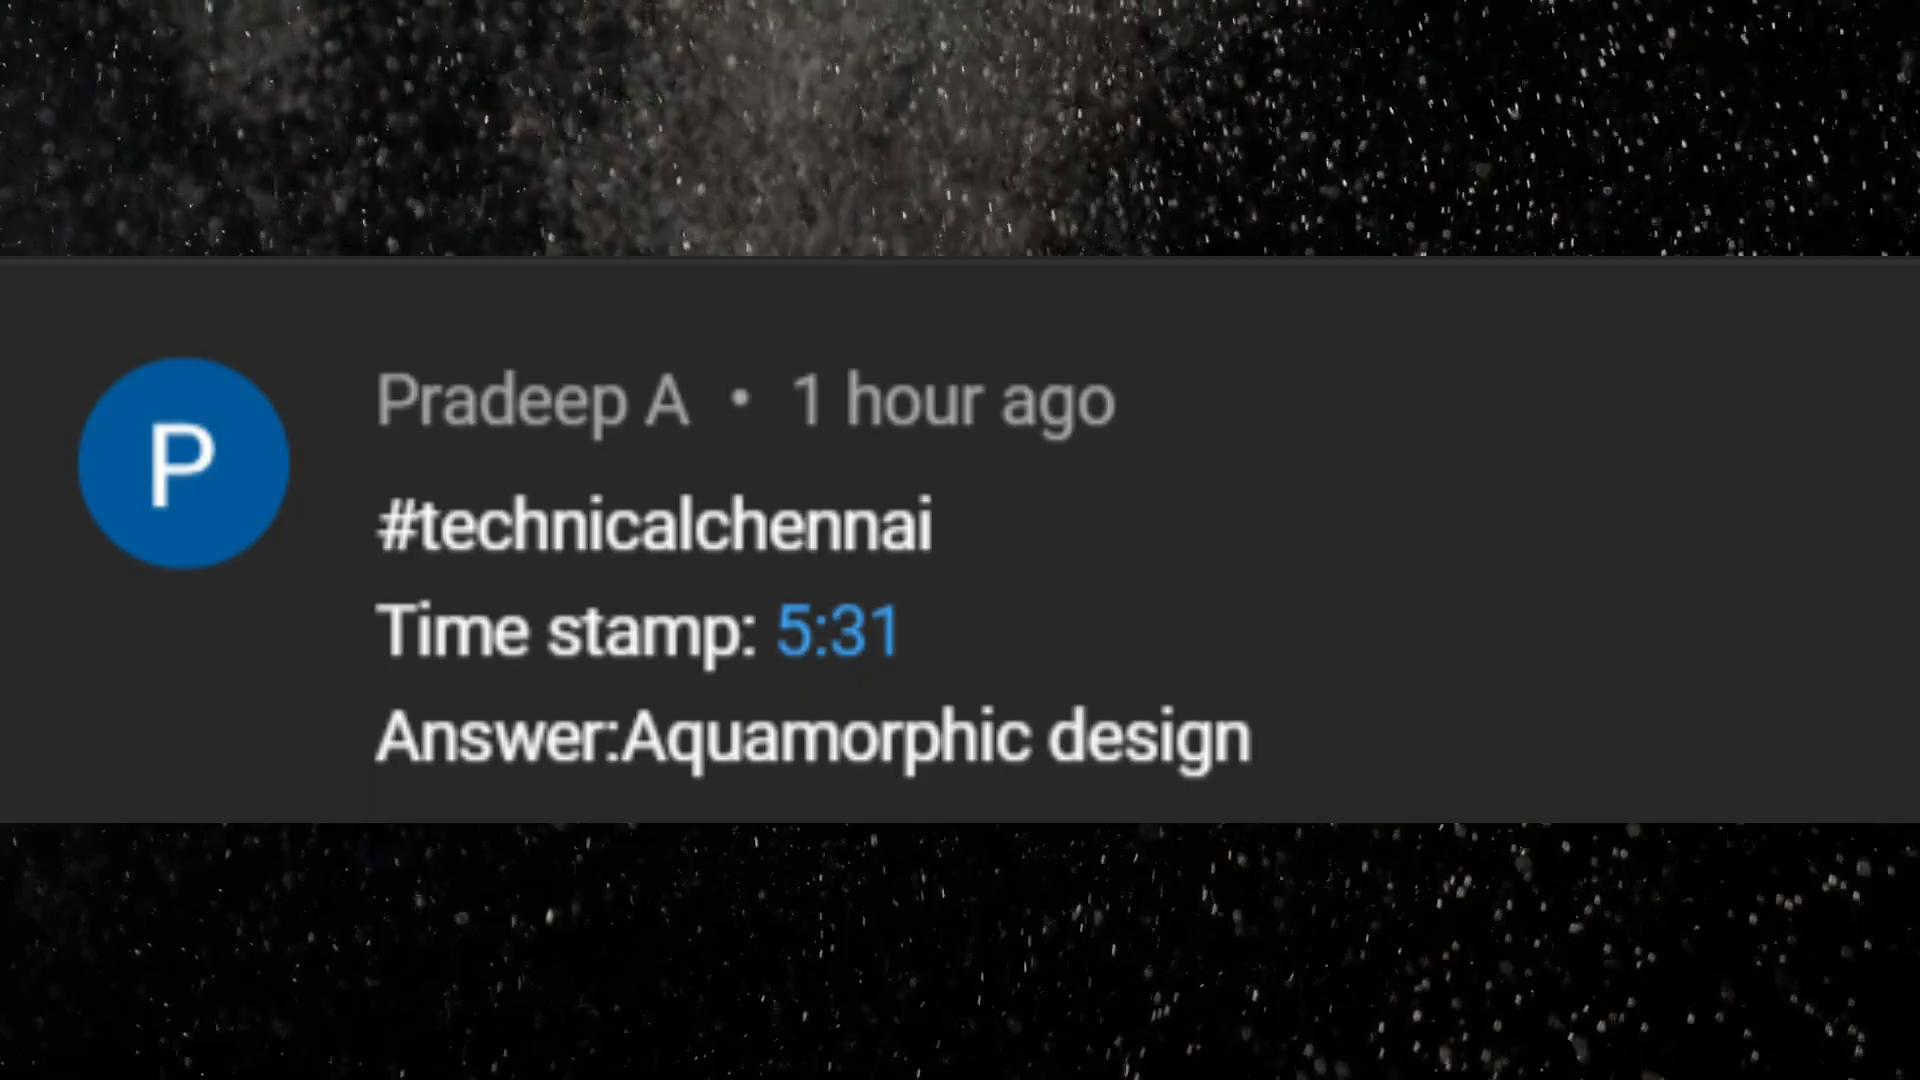 P
Pradeep A • 1 hour ago
#technicalchennai
Time stamp: 5:31
Answer:Aquamorphic design